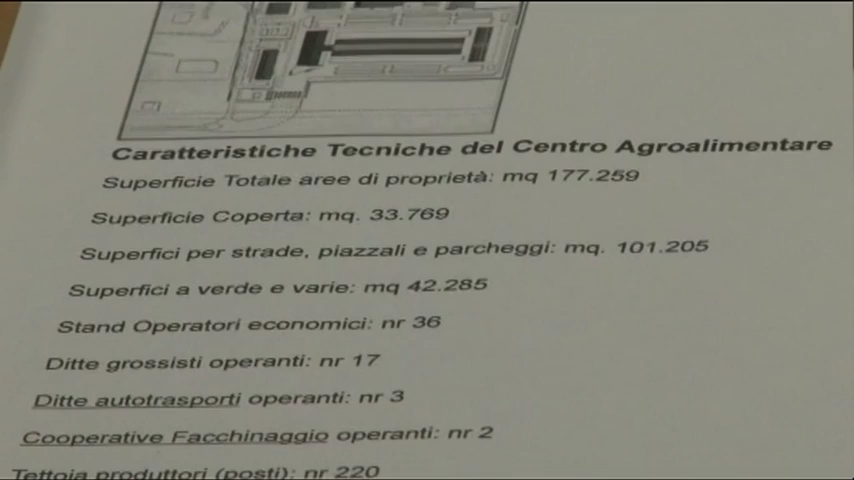 Caratteristiche Tecniche del Centro Agroalimentare
Superficie Totale aree di proprietà: mq 177.259
Superficie Coperta: mq. 33.769
Superfici per strade, piazzali e parcheggi: mq. 101.205
Superfici a verde e varie: mq 42.285
Stand Operatori economici: nr 36
Ditte grossisti operanti: nr 17
Ditte autotrasporti operanti: nr 3
Cooperative Facchinaggio operanti: nr 2
Tettoia produttori (posti): nr 220